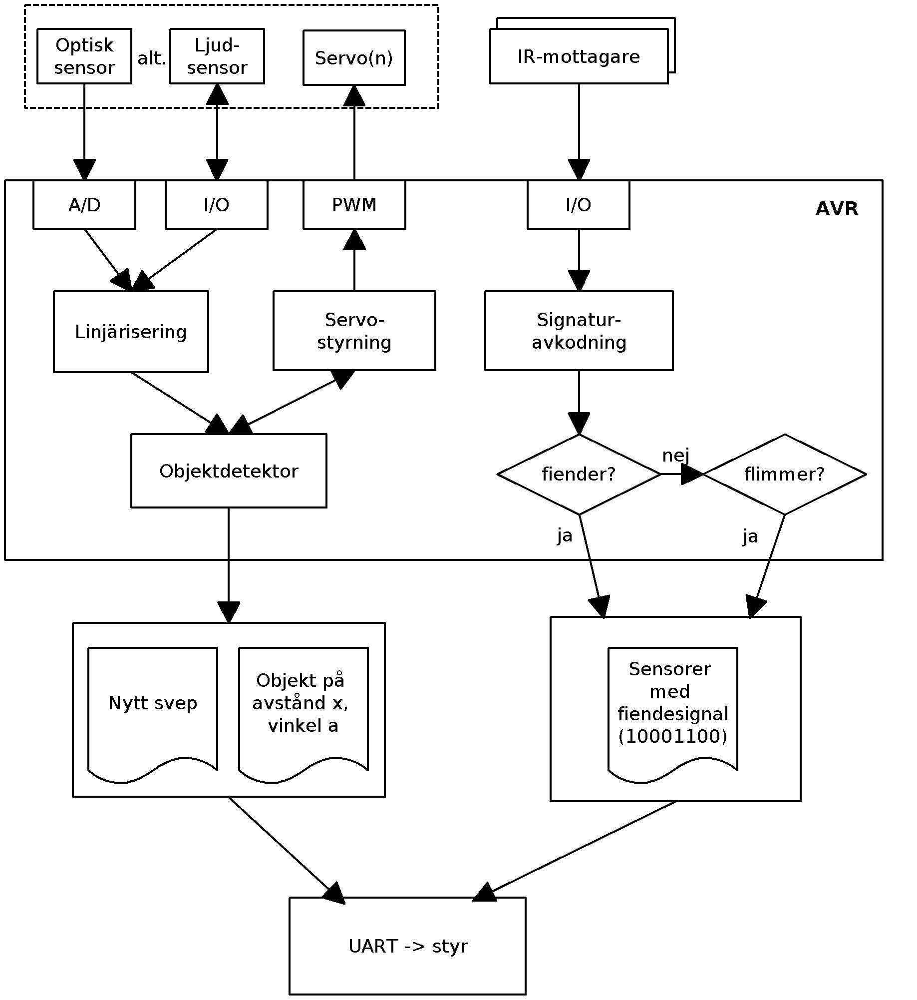 Optisk
sensor
alt.
Ljud-
sensor
Servo(n)
IR-mottagare
A/D
I/O
PWM
I/O
AVR
Linjärisering
Servo-
styrning
Signatur-
avkodning
Objektdetektor
fiender?
nej
flimmer?
ja
ja
Nytt svep
Objekt på
avstånd x,
vinkel a
Sensorer
med
fiendesignal
(10001100)
UART -> styr